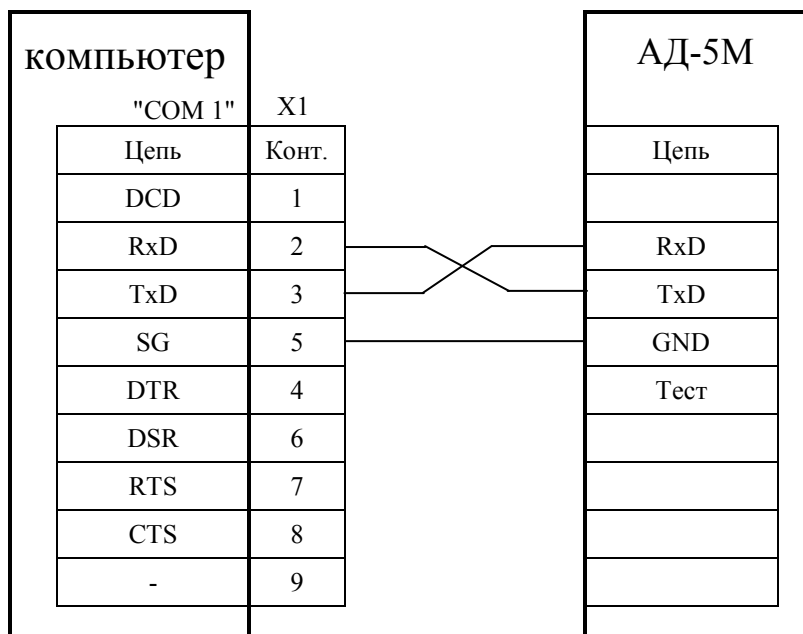 компьютер АД-5М
"COM 1" X1
Цепь Конт. Цепь
DCD 1
RxD 2 RxD
TxD 3 TxD
SG 5 GND
DTR 4 Тест
DSR 6
RTS 7
CTS 8
- 9